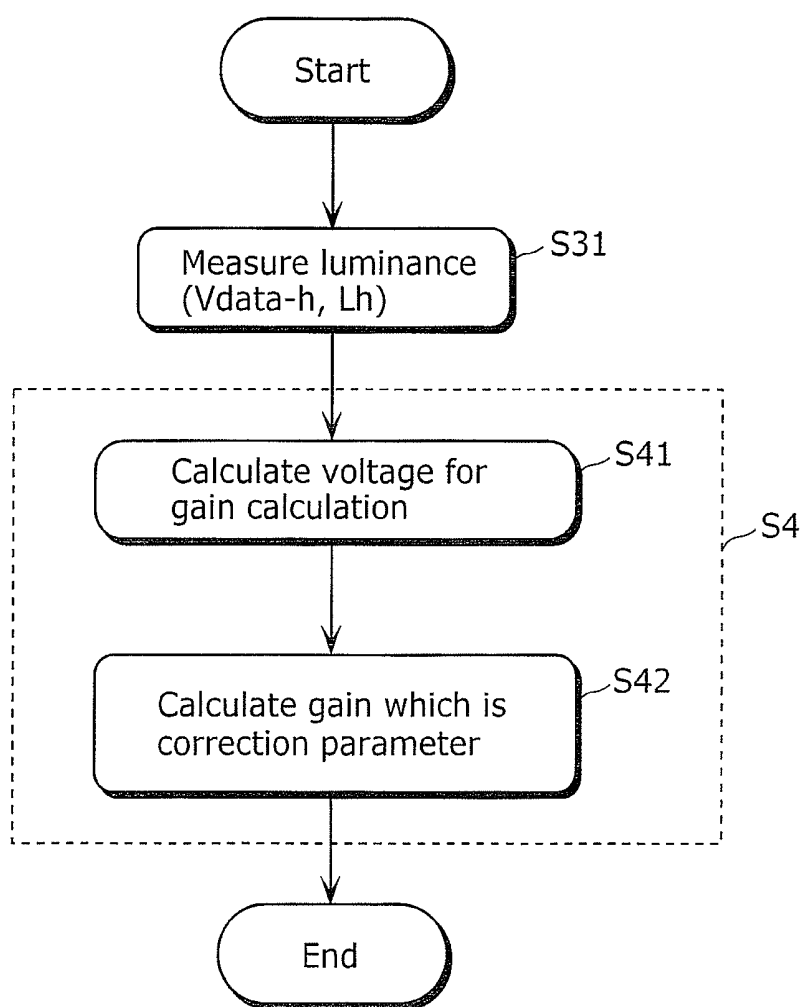 Start
Measure luminance
(Vdata-h, Lh)
S31
Calculate voltage for
gain calculation
S41
S4
Calculate gain which is
correction parameter
S42
End